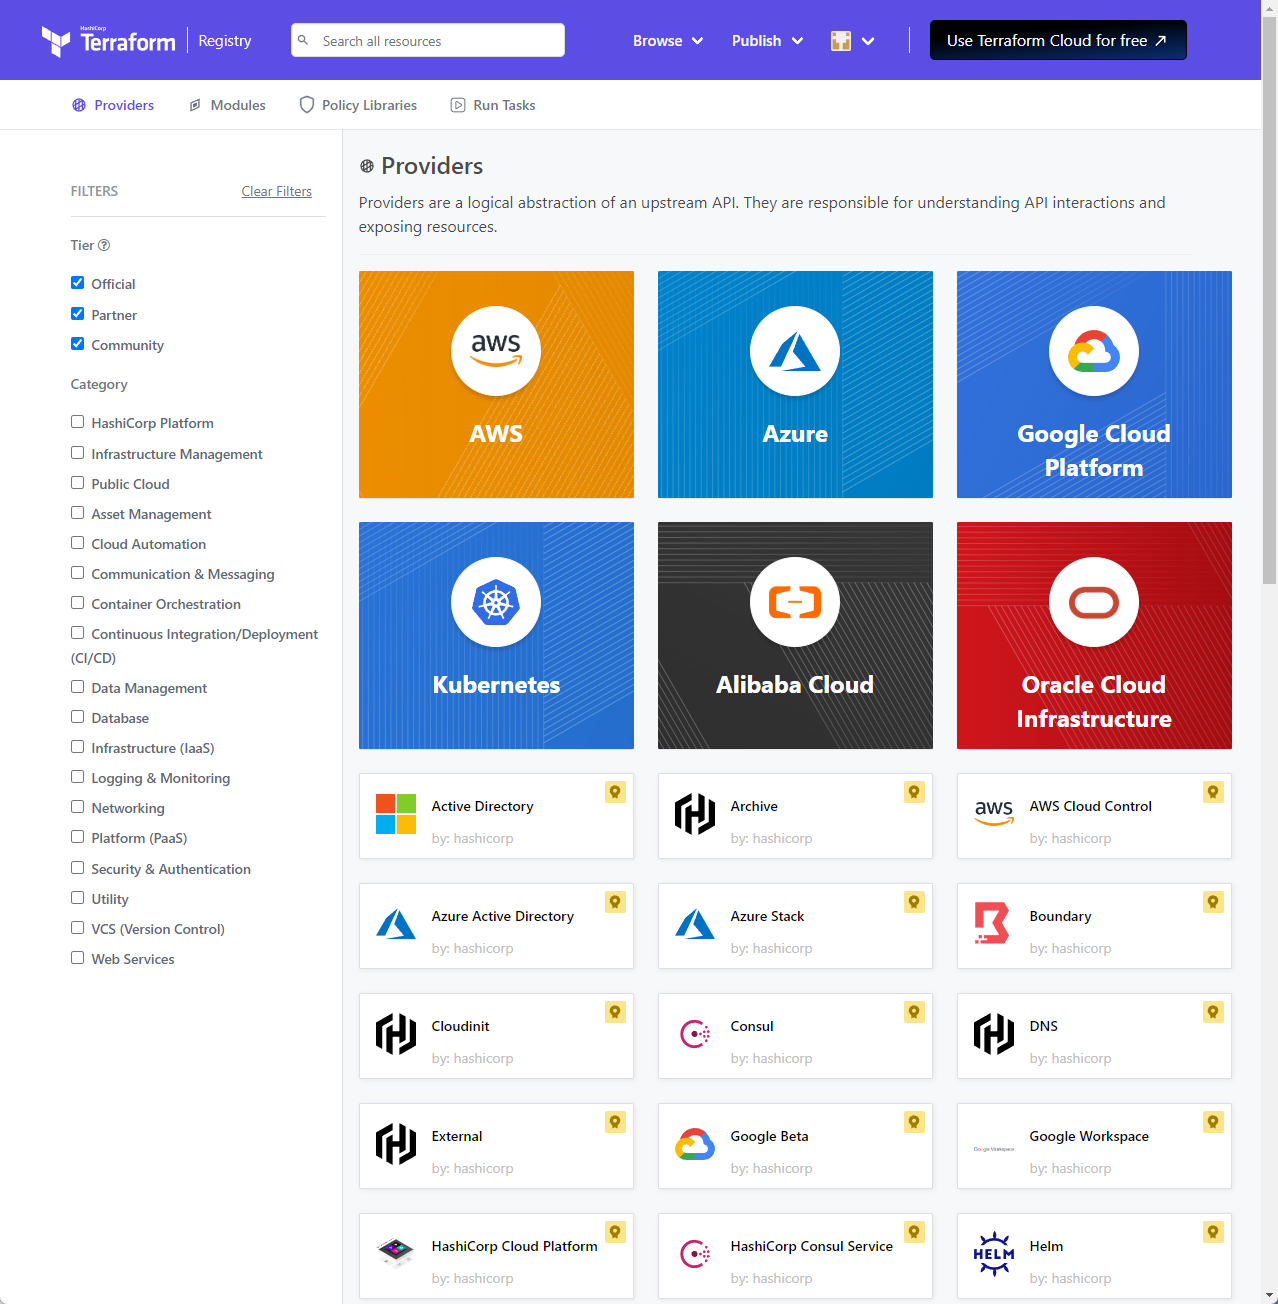 HashiCorp
Terraform
Registry
Search all resources
Browse
Publish
Use Terraform Cloud for free
Providers
Modules
Policy Libraries
Run Tasks
FILTERS
Clear Filters
Tier
Official
Partner
Community
Category
HashiCorp Platform
Infrastructure Management
Public Cloud
Asset Management
Cloud Automation
Communication & Messaging
Container Orchestration
Continuous Integration/Deployment
(CI/CD)
Data Management
Database
Infrastructure (IaaS)
Logging & Monitoring
Networking
Platform (PaaS)
Security & Authentication
Utility
VCS (Version Control)
Web Services
Providers
Providers are a logical abstraction of an upstream API. They are responsible for understanding API interactions and
exposing resources.
aws
AWS
Azure
Google Cloud
Platform
Kubernetes
Alibaba Cloud
Oracle Cloud
Infrastructure
Active Directory
by: hashicorp
Archive
by: hashicorp
aws
AWS Cloud Control
by: hashicorp
Azure Active Directory
by: hashicorp
Azure Stack
by: hashicorp
Boundary
by: hashicorp
Cloudinit
by: hashicorp
Consul
by: hashicorp
DNS
by: hashicorp
External
by: hashicorp
Google Beta
by: hashicorp
Google Workspace
Google Workspace
by: hashicorp
HashiCorp Cloud Platform
by: hashicorp
HashiCorp Consul Service
by: hashicorp
HELM
Helm
by: hashicorp